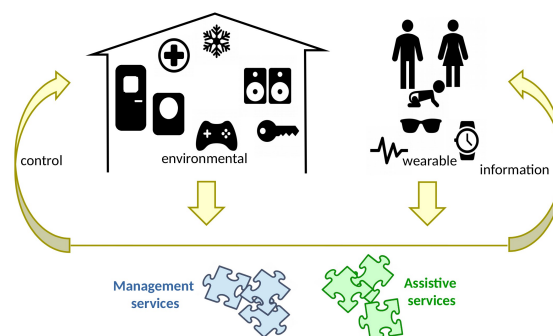 control
environmental
wearable
information
Management
services
Assistive
services